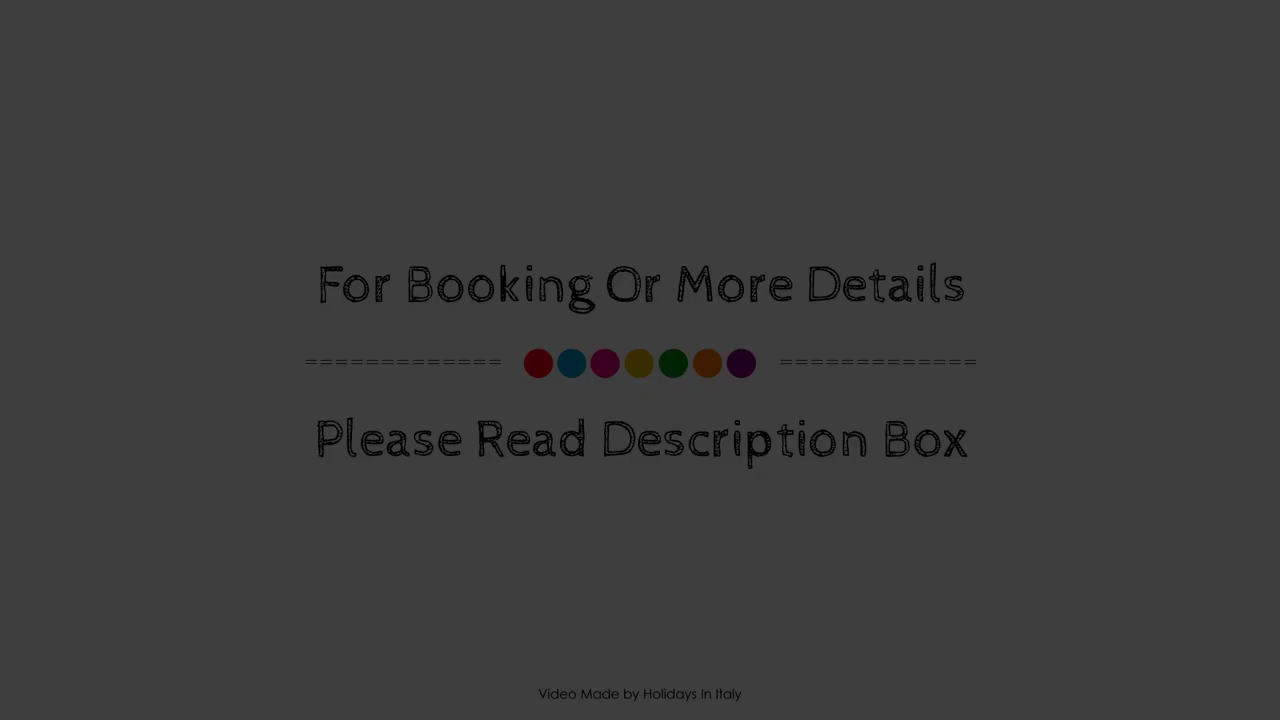 For Booking Or More Details
============= =============
Please Read Description Box
Video Made by Holidays In Italy